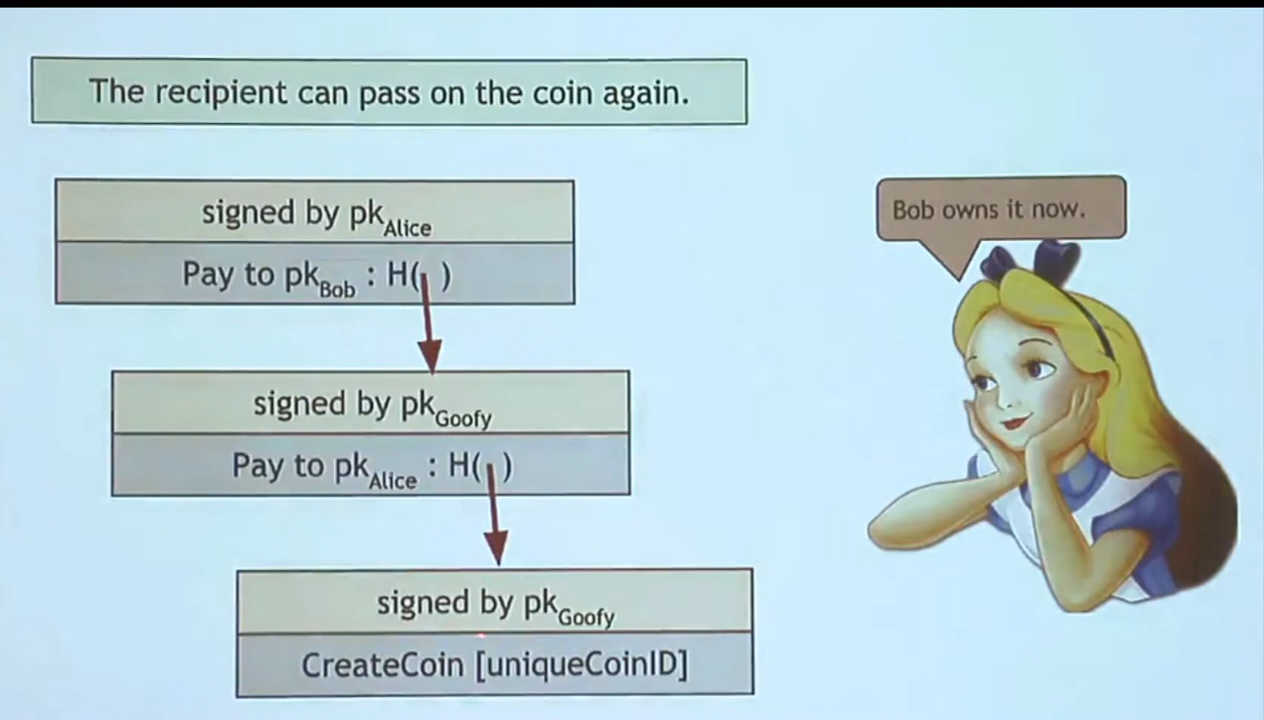 The recipient can pass on the coin again.
signed by pkAlice
Pay to pkBob : H( )
Bob owns it now.
signed by pkGoofy
Pay to pkAlice : H( )
signed by pkGoofy
CreateCoin [uniqueCoinID]